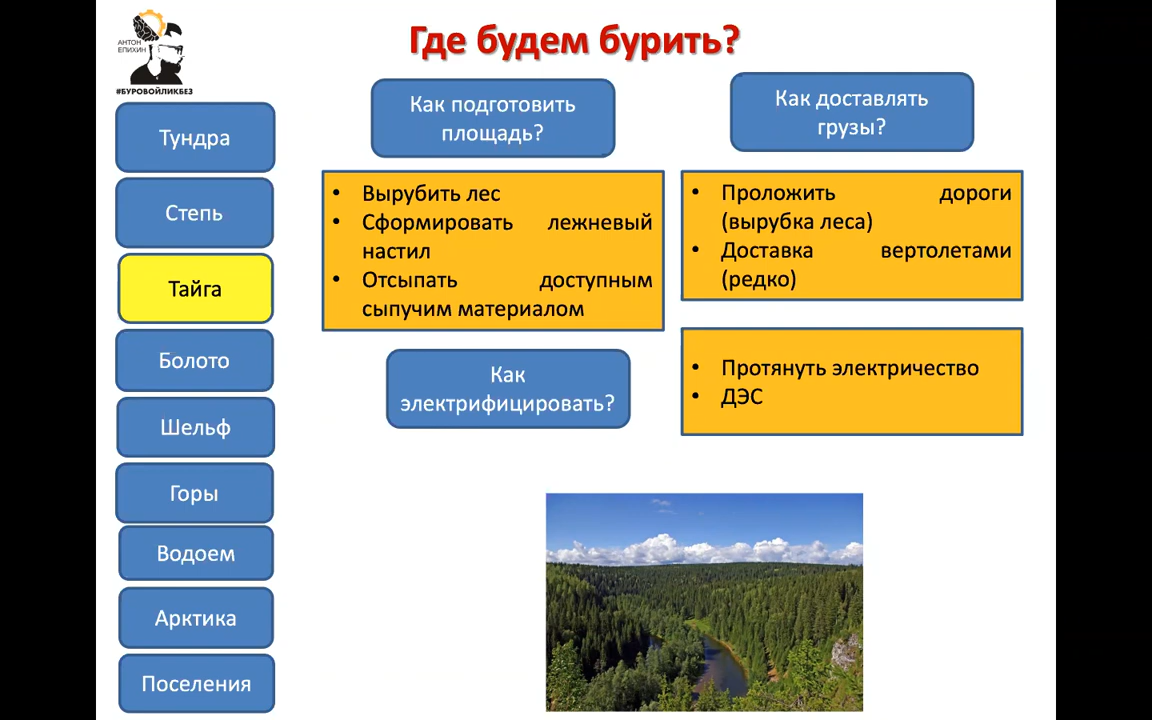 Где будем бурить?
АНТОН
ЕПИХИН
#БУРОВОЙЛИКБЕЗ
Тундра
Степь
Тайга
Болото
Шельф
Горы
Водоем
Арктика
Поселения
Как подготовить
площадь?
• Вырубить лес
• Сформировать лежневый
настил
• Отсыпать доступным
сыпучим материалом
Как доставлять
грузы?
• Проложить дороги
(вырубка леса)
• Доставка вертолетами
(редко)
Как
электрифицировать?
• Протянуть электричество
• ДЭС